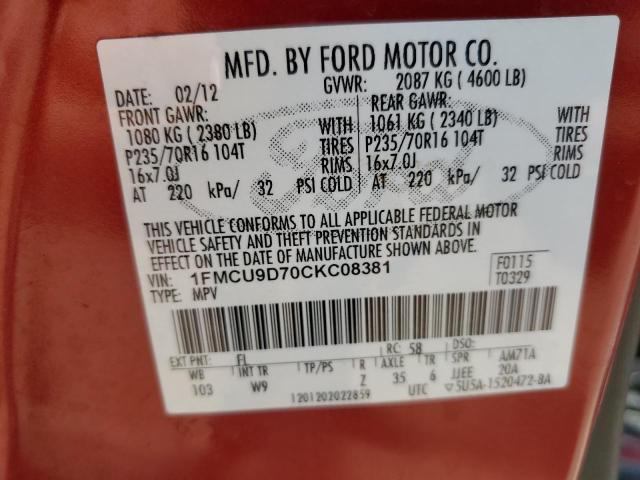 MFD. BY FORD MOTOR CO.
DATE: 02/12 GVWR: 2087 KG ( 4600 LB)
FRONT GAWR: REAR GAWR:
1080 KG ( 2380 LB) WITH 1061 KG ( 2340 LB) WITH
P235/70R16 104T TIRES P235/70R16 104T TIRES
16x7.0J RIMS 16x7.0J RIMS
AT 220 kPa/ 32 PSI COLD AT 220 kPa/ 32 PSI COLD
THIS VEHICLE CONFORMS TO ALL APPLICABLE FEDERAL MOTOR
VEHICLE SAFETY AND THEFT PREVENTION STANDARDS IN
EFFECT ON THE DATE OF MANUFACTURE SHOWN ABOVE.
VIN: 1FMCU9D70CKC08381 F0115
TYPE: MPV T0329
EXT PNT: FL RC: 58 DSO:
WB INT TR TP/PS R AXLE TR SPR AM71A
103 W9 Z 35 6 JJEE 20A
1201202022859 UTC 5U5A-1520472-BA
Ford